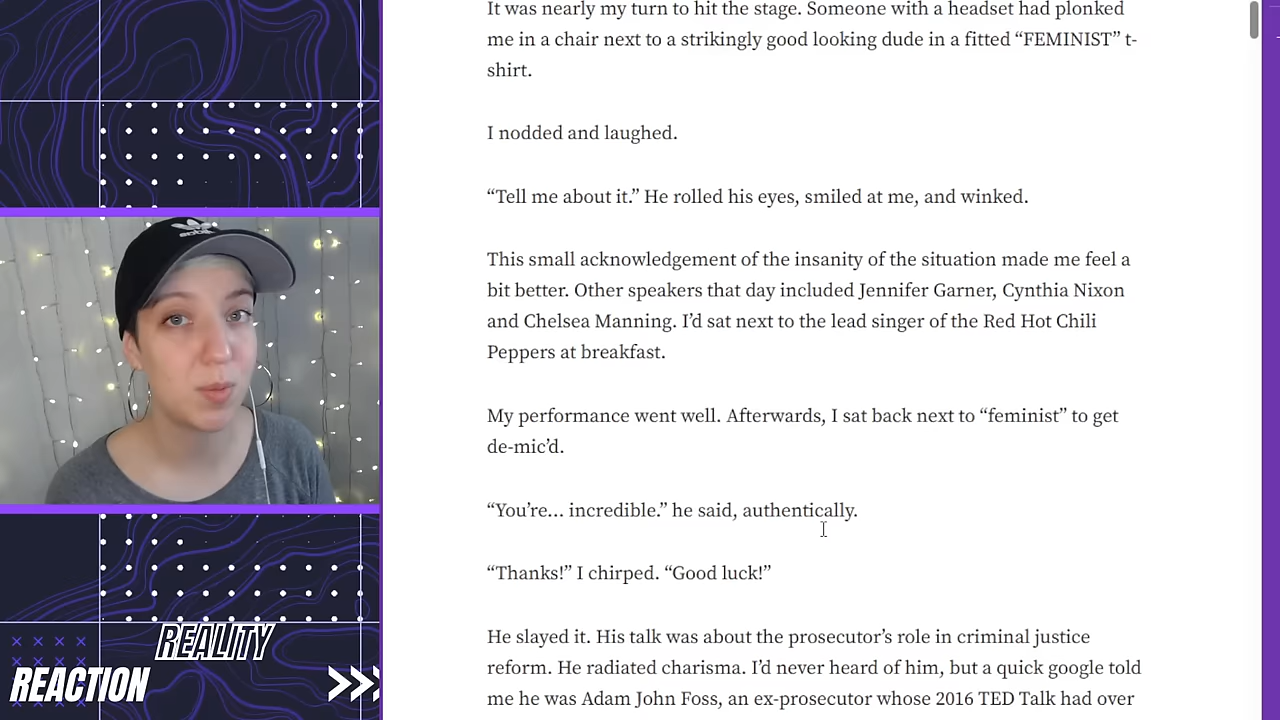 It was nearly my turn to hit the stage. Someone with a headset had plonked
me in a chair next to a strikingly good looking dude in a fitted “FEMINIST” t-
shirt.
I nodded and laughed.
“Tell me about it.” He rolled his eyes, smiled at me, and winked.
This small acknowledgement of the insanity of the situation made me feel a
bit better. Other speakers that day included Jennifer Garner, Cynthia Nixon
and Chelsea Manning. I’d sat next to the lead singer of the Red Hot Chili
Peppers at breakfast.
My performance went well. Afterwards, I sat back next to “feminist” to get
de-mic’d.
“You’re… incredible.” he said, authentically.
“Thanks!” I chirped. “Good luck!”
He slayed it. His talk was about the prosecutor’s role in criminal justice
reform. He radiated charisma. I’d never heard of him, but a quick google told
me he was Adam John Foss, an ex-prosecutor whose 2016 TED Talk had over
REALITY
REACTION